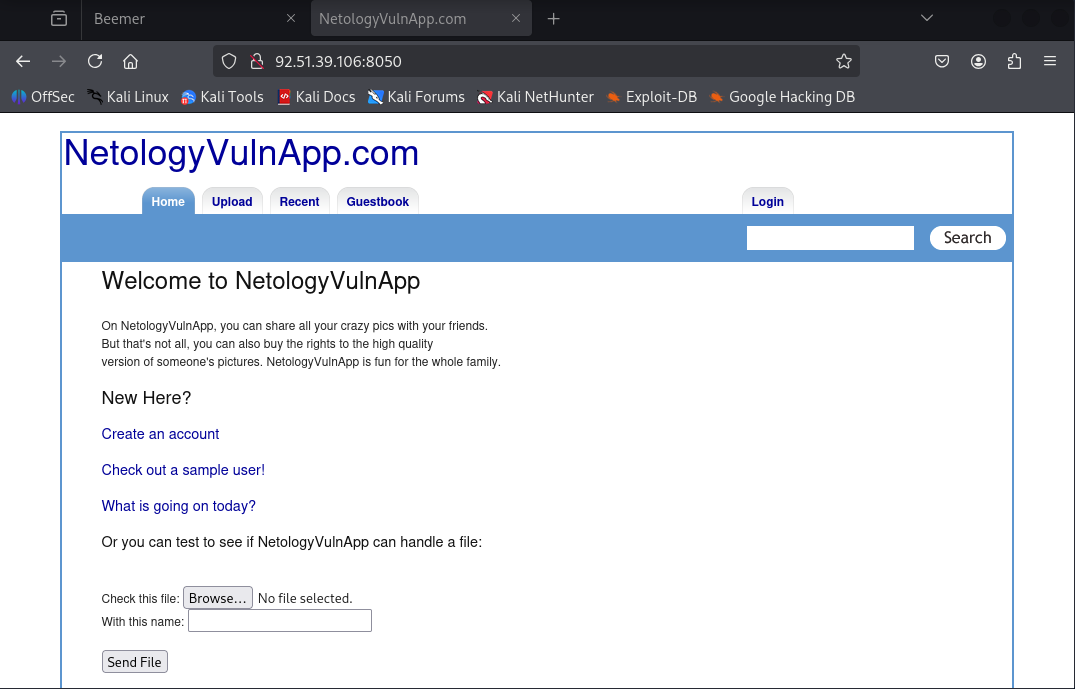 Beemer
NetologyVulnApp.com
92.51.39.106:8050
OffSec Kali Linux Kali Tools Kali Docs Kali Forums Kali NetHunter Exploit-DB Google Hacking DB
NetologyVulnApp.com
Home Upload Recent Guestbook Login
Search
Welcome to NetologyVulnApp
On NetologyVulnApp, you can share all your crazy pics with your friends.
But that's not all, you can also buy the rights to the high quality
version of someone's pictures. NetologyVulnApp is fun for the whole family.
New Here?
Create an account
Check out a sample user!
What is going on today?
Or you can test to see if NetologyVulnApp can handle a file:
Check this file: Browse... No file selected.
With this name:
Send File